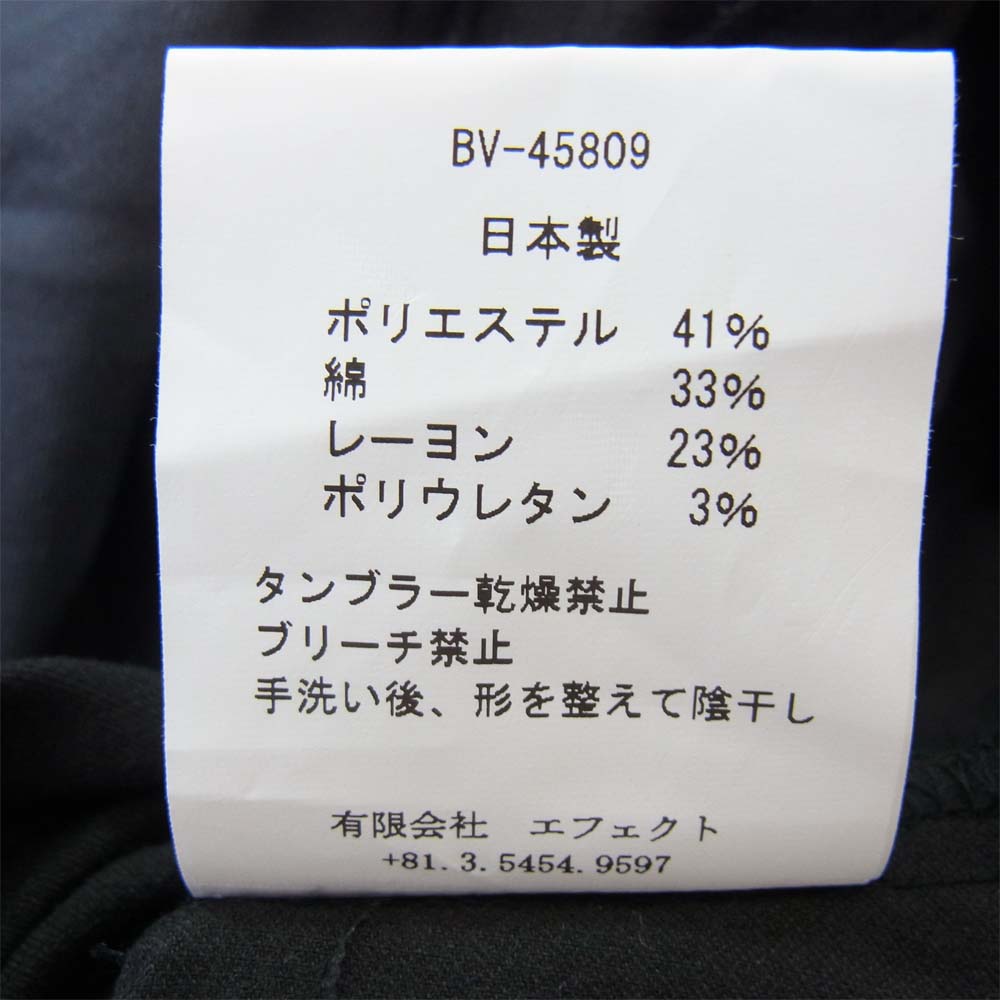 BV-45809
日本製
ポリエステル 41%
綿 33%
レーヨン 23%
ポリウレタン 3%
タンブラー乾燥禁止
ブリーチ禁止
手洗い後、形を整えて陰干し
有限会社 エフェクト
+81.3.5454.9597